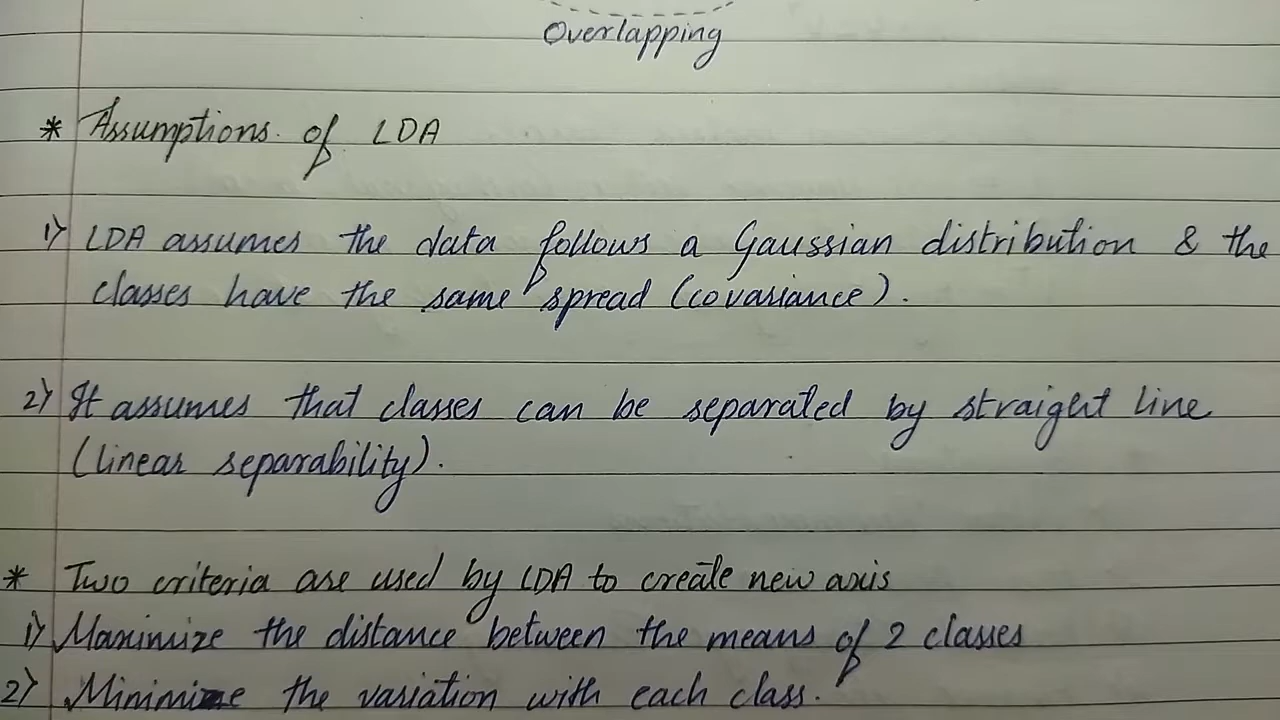 Overlapping
* Assumptions of LDA
1) LDA assumes the data follows a Gaussian distribution & the
classes have the same spread (covariance).
2) It assumes that classes can be separated by straight line
(linear separability).
* Two criteria are used by LDA to create new axis
1) Maximize the distance between the means of 2 classes
2) Minimize the variation with each class.